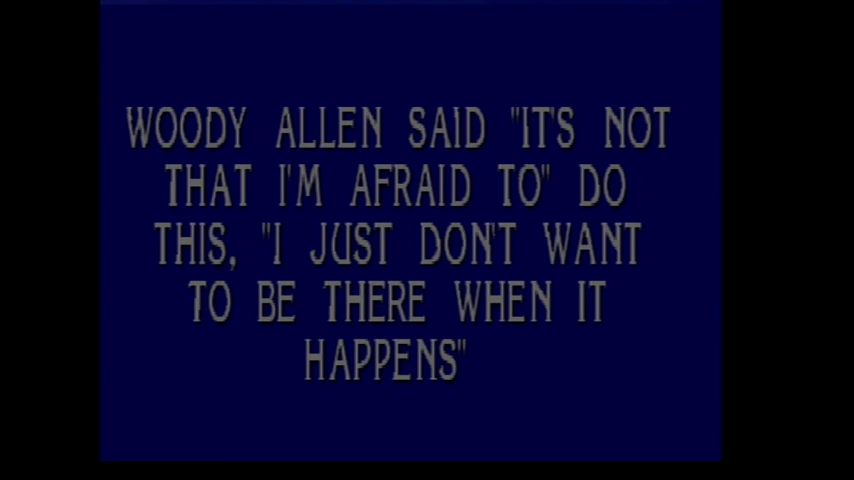 WOODY ALLEN SAID "IT'S NOT
THAT I'M AFRAID TO" DO
THIS, "I JUST DON'T WANT
TO BE THERE WHEN IT
HAPPENS"